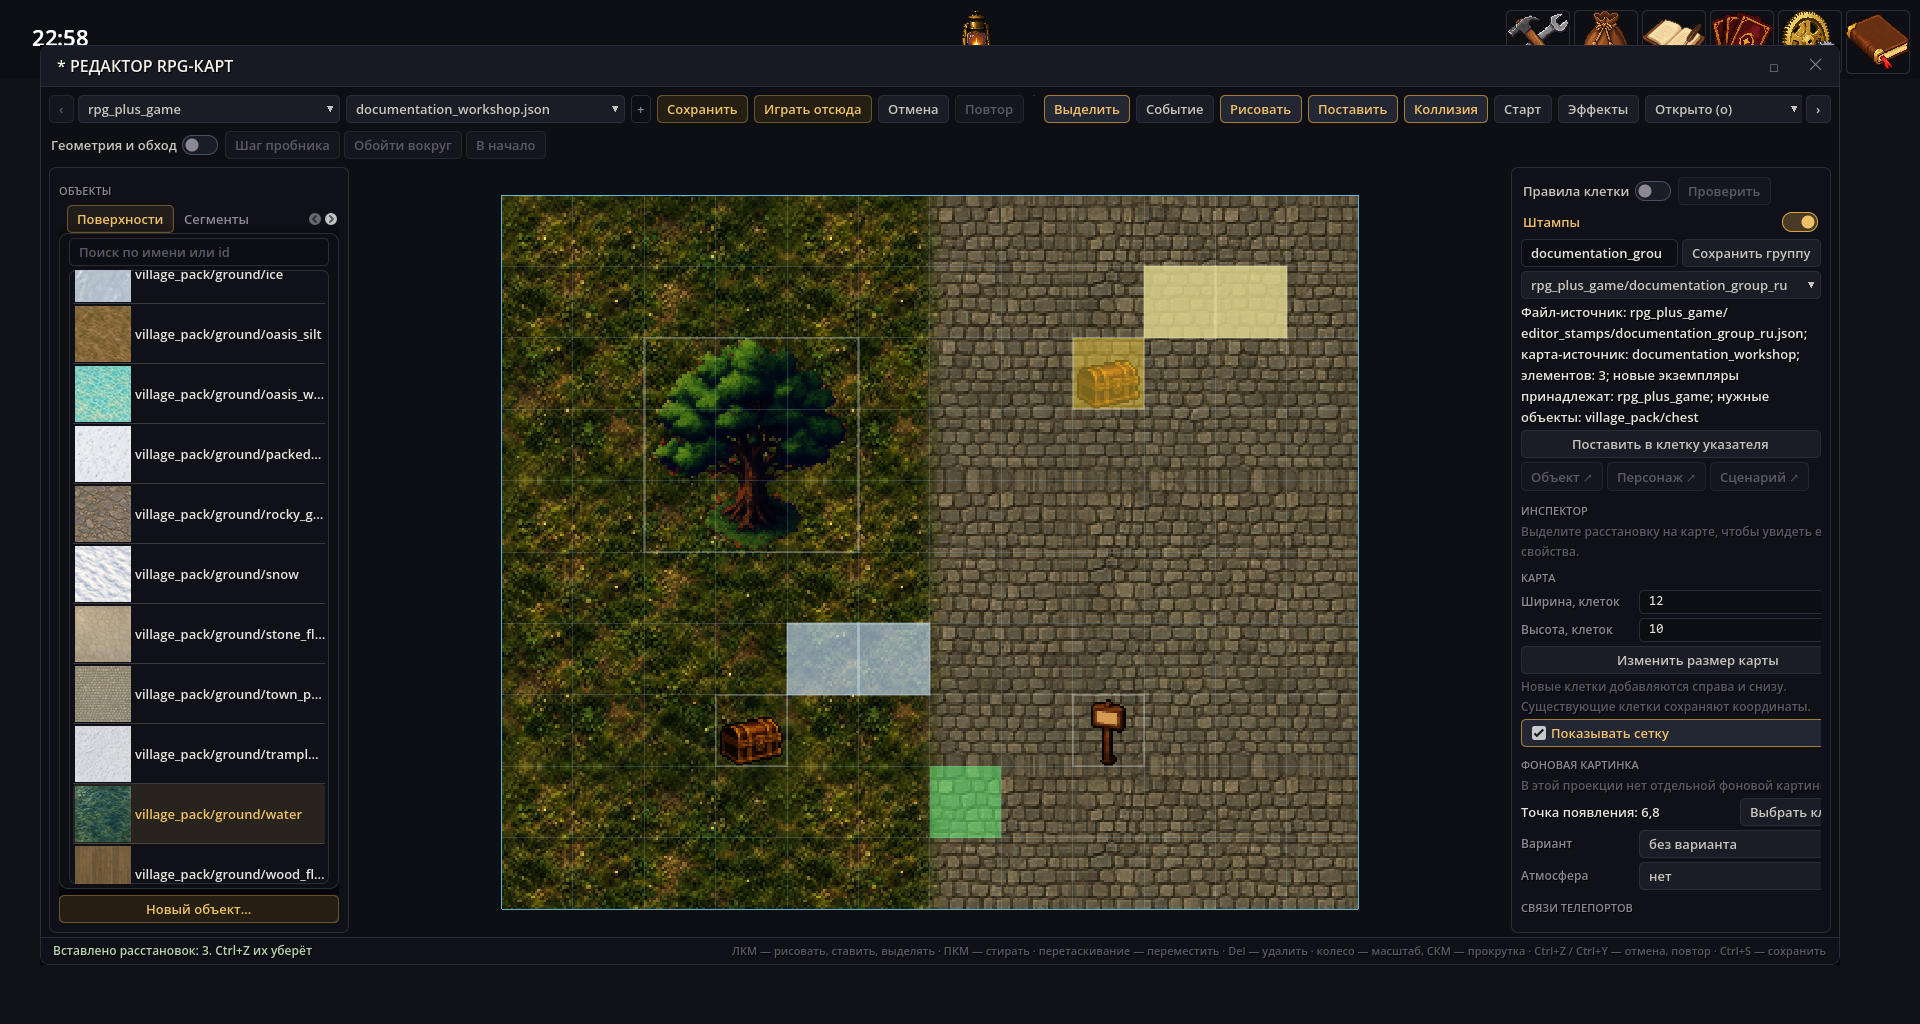 22:58
* РЕДАКТОР RPG-КАРТ
rpg_plus_game
documentation_workshop.json
+
Сохранить
Играть отсюда
Отмена
Повтор
Выделить
Событие
Рисовать
Поставить
Коллизия
Старт
Эффекты
Открыто (o)
Геометрия и обход
Шаг пробника
Обойти вокруг
В начало
ОБЪЕКТЫ
Поверхности
Сегменты
Поиск по имени или id
village_pack/ground/ice
village_pack/ground/oasis_silt
village_pack/ground/oasis_w...
village_pack/ground/packed...
village_pack/ground/rocky_g...
village_pack/ground/snow
village_pack/ground/stone_fl...
village_pack/ground/town_p...
village_pack/ground/trampl...
village_pack/ground/water
village_pack/ground/wood_fl...
Новый объект...
Правила клетки
Проверить
Штампы
documentation_grou
Сохранить группу
rpg_plus_game/documentation_group_ru
Файл-источник: rpg_plus_game/
editor_stamps/documentation_group_ru.json;
карта-источник: documentation_workshop;
элементов: 3; новые экземпляры
принадлежат: rpg_plus_game; нужные
объекты: village_pack/chest
Поставить в клетку указателя
Объект ↗
Персонаж ↗
Сценарий ↗
ИНСПЕКТОР
Выделите расстановку на карте, чтобы увидеть е
свойства.
КАРТА
Ширина, клеток
12
Высота, клеток
10
Изменить размер карты
Новые клетки добавляются справа и снизу.
Существующие клетки сохраняют координаты.
Показывать сетку
ФОНОВАЯ КАРТИНКА
В этой проекции нет отдельной фоновой картин
Точка появления: 6,8
Выбрать кл
Вариант
без варианта
Атмосфера
нет
СВЯЗИ ТЕЛЕПОРТОВ
Вставлено расстановок: 3. Ctrl+Z их уберёт
ЛКМ — рисовать, ставить, выделять · ПКМ — стирать · перетаскивание — переместить · Del — удалить · колесо — масштаб, СКМ — прокрутка · Ctrl+Z / Ctrl+Y — отмена, повтор · Ctrl+S — сохранить